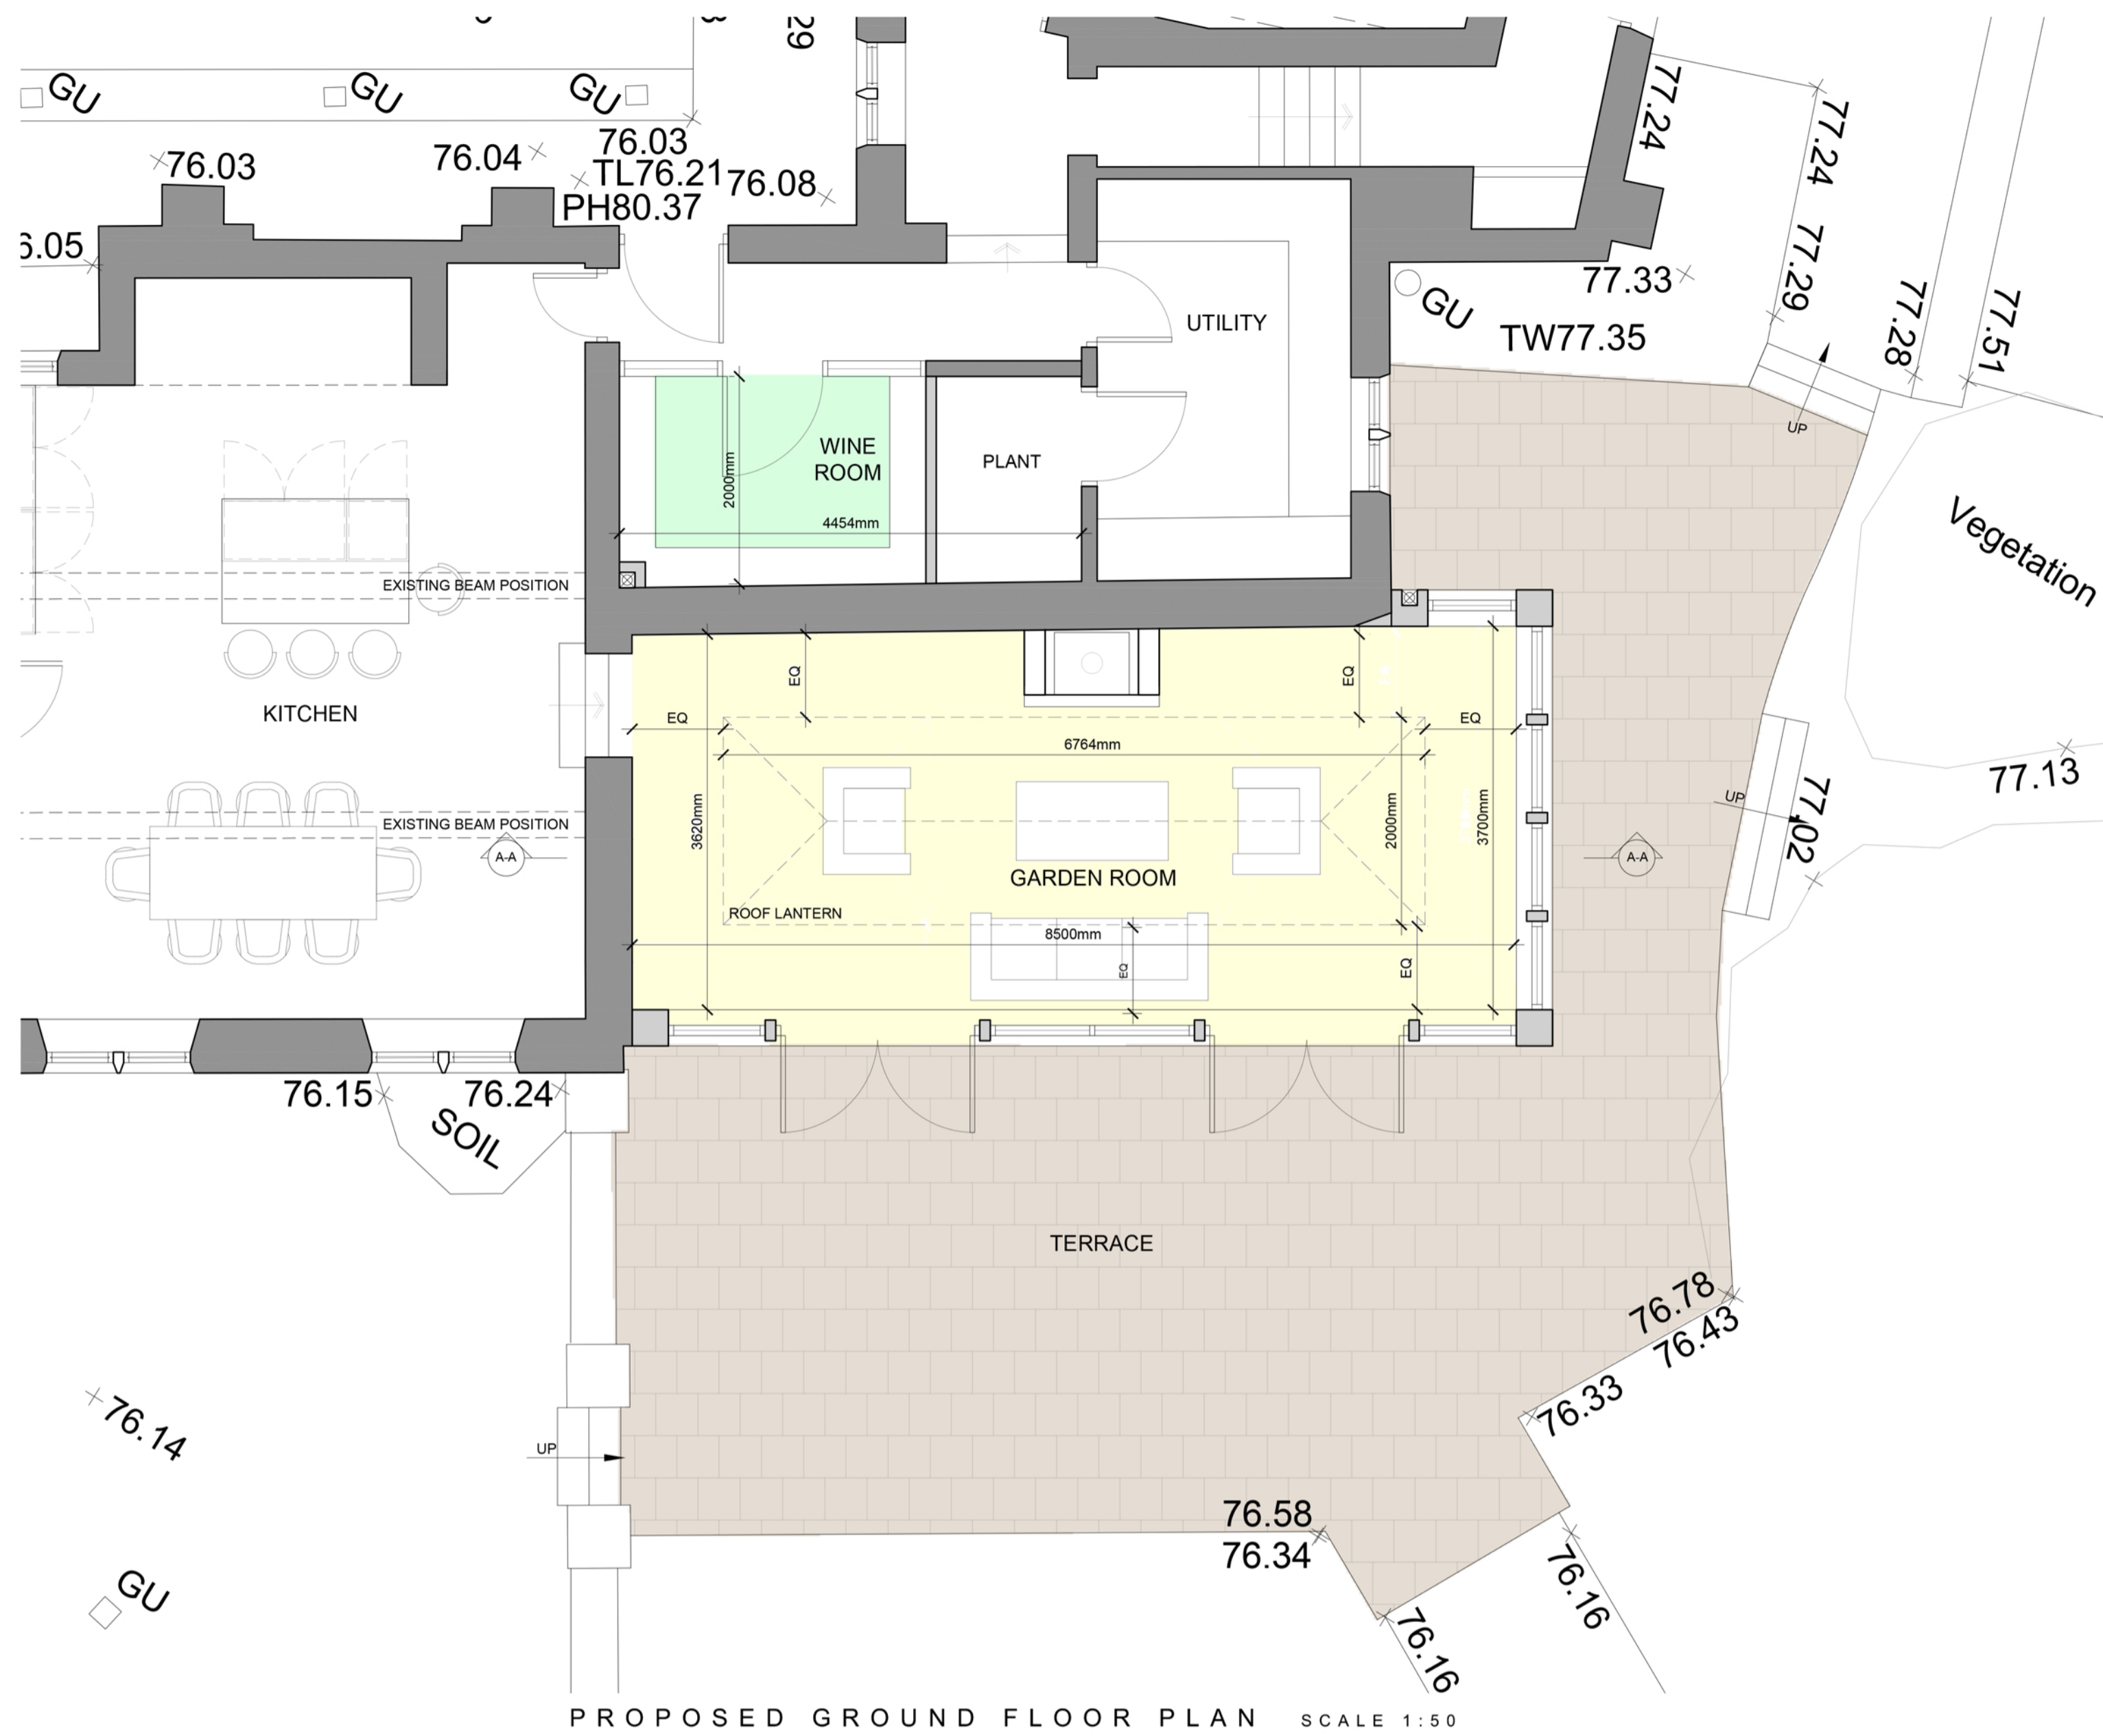 29
GU
GU
GU
76.03
76.04
76.03
TL76.21
76.08
PH80.37
77.24
77.24
77.29
77.33
GU
TW77.35
77.28
77.51
UTILITY
WINE
ROOM
PLANT
2000mm
4454mm
UP
Vegetation
EXISTING BEAM POSITION
KITCHEN
EQ
EQ
EQ
EQ
6764mm
3620mm
2000mm
3700mm
UP
77.02
77.13
EXISTING BEAM POSITION
A-A
A-A
GARDEN ROOM
ROOF LANTERN
8500mm
EQ
EQ
76.15
76.24
SOIL
TERRACE
76.78
76.43
76.33
76.14
UP
76.58
76.34
GU
76.16
76.16
PROPOSED GROUND FLOOR PLAN SCALE 1:50